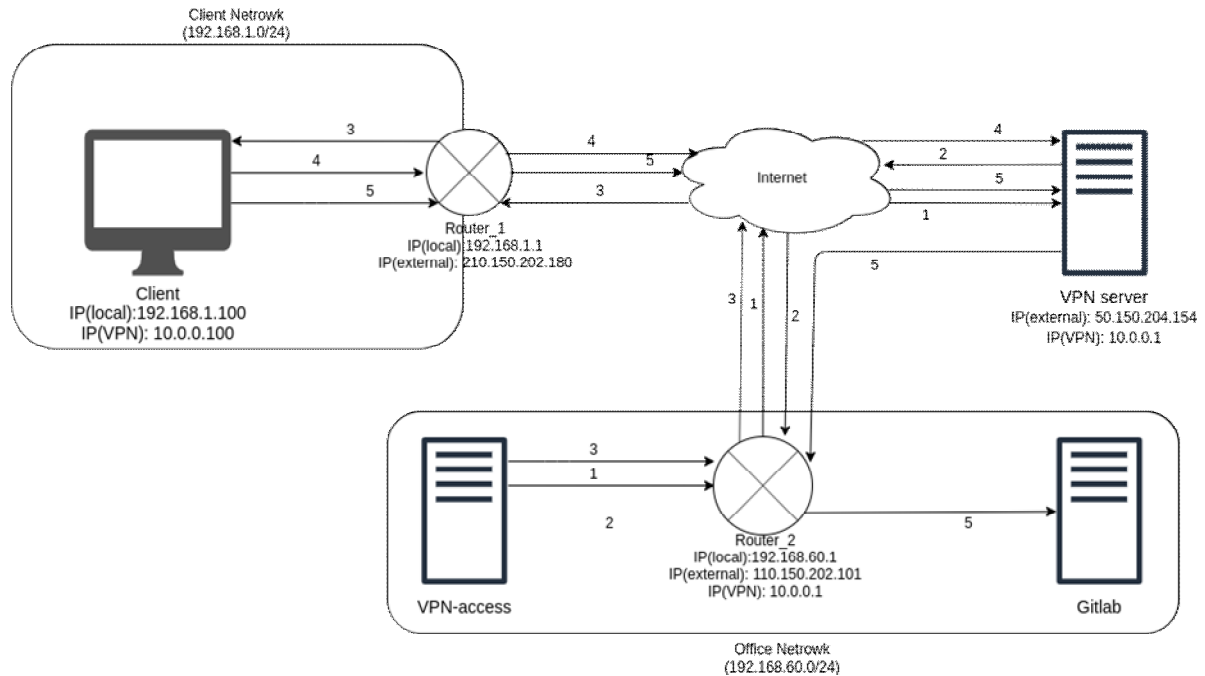 Client Netrowk
(192.168.1.0/24)
3
4
5
4
5
3
Internet
4
2
5
1
5
Router_1
IP(local):192.168.1.1
IP(external): 210.150.202.180
Client
IP(local):192.168.1.100
IP(VPN): 10.0.0.100
VPN server
IP(external): 50.150.204.154
IP(VPN): 10.0.0.1
3
1
2
3
1
2
5
Router_2
IP(local):192.168.60.1
IP(external): 110.150.202.101
IP(VPN): 10.0.0.1
VPN-access
Gitlab
Office Netrowk
(192.168.60.0/24)